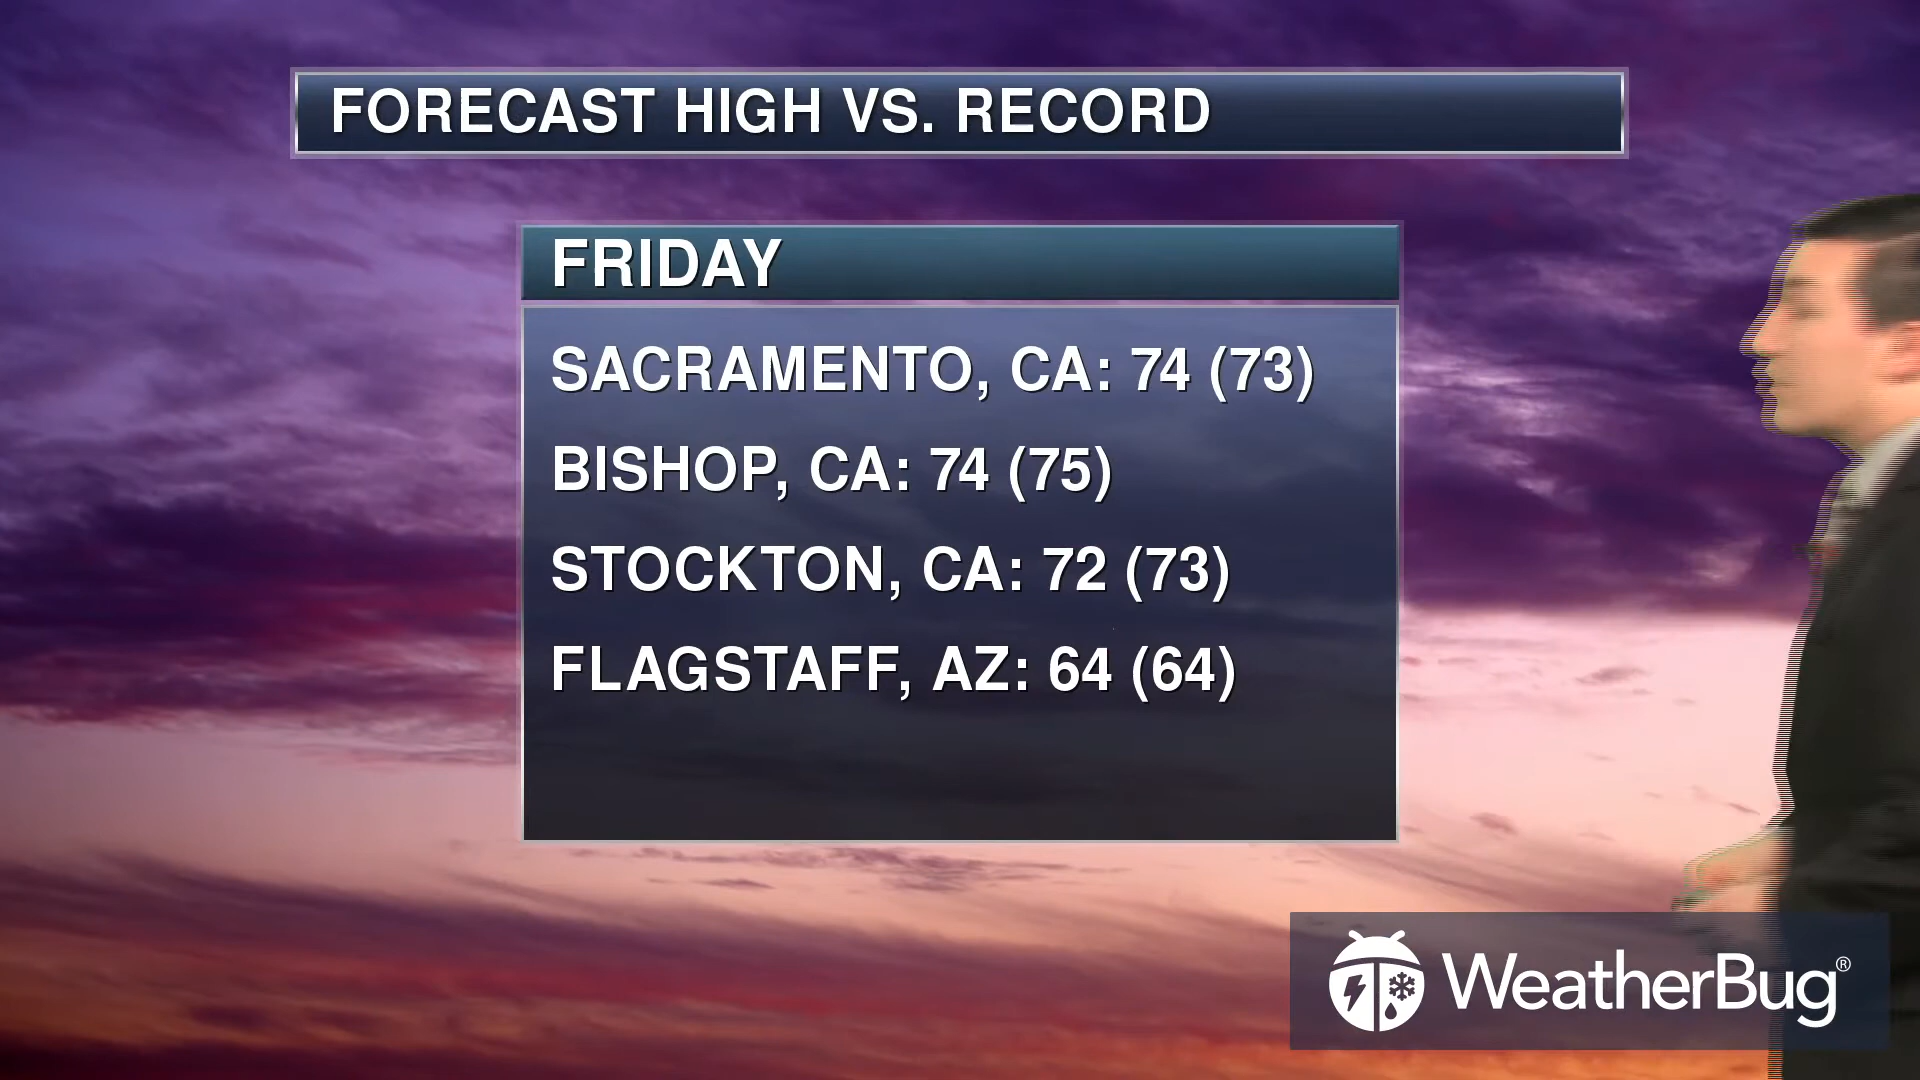 FORECAST HIGH VS. RECORD
FRIDAY
SACRAMENTO, CA: 74 (73)
BISHOP, CA: 74 (75)
STOCKTON, CA: 72 (73)
FLAGSTAFF, AZ: 64 (64)
WeatherBug®